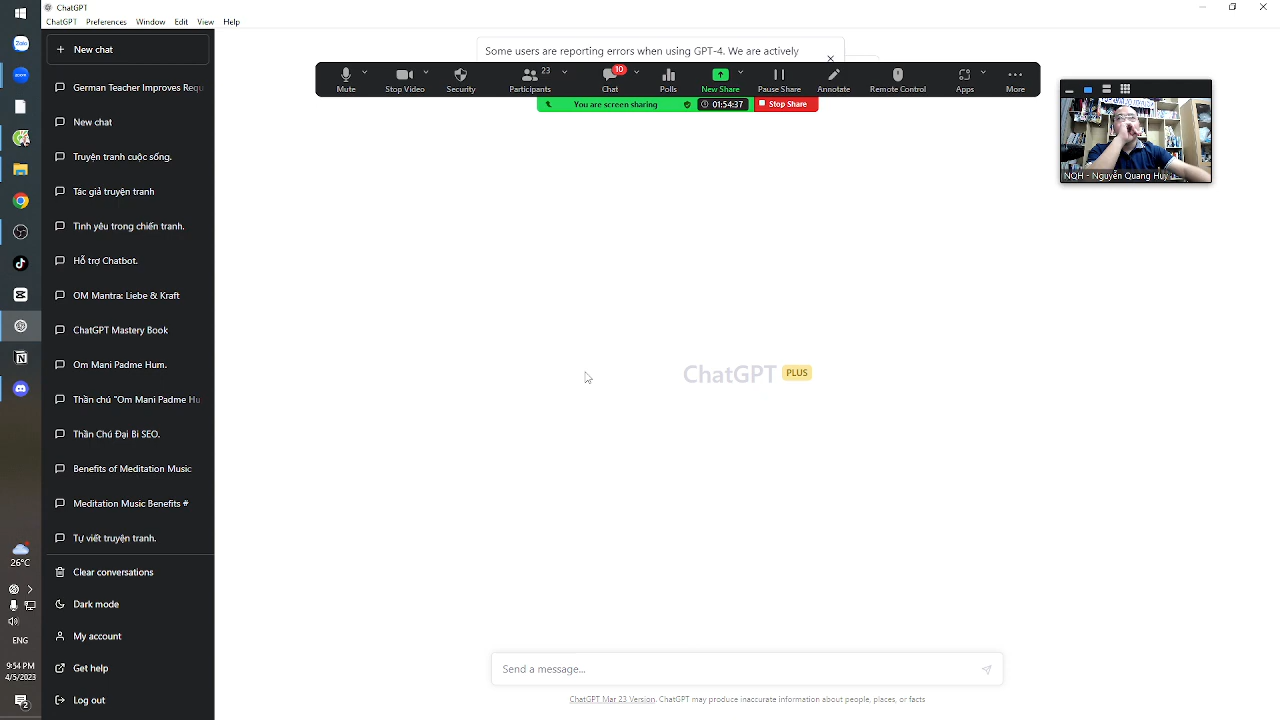 ChatGPT
ChatGPT Preferences Window Edit View Help
New chat
German Teacher Improves Requ
New chat
Truyện tranh cuộc sống.
Tác giả truyện tranh
Tình yêu trong chiến tranh.
Hỗ trợ Chatbot.
OM Mantra: Liebe & Kraft
ChatGPT Mastery Book
Om Mani Padme Hum.
Thần chú "Om Mani Padme Hu
Thần Chú Đại Bi SEO.
Benefits of Meditation Music
Meditation Music Benefits #
Tự viết truyện tranh.
Clear conversations
Dark mode
My account
Get help
Log out
Zalo
zoom
26°C
ENG
9:54 PM
4/5/2023
2
Some users are reporting errors when using GPT-4. We are actively
Mute
Stop Video
Security
Participants 23
Chat 10
Polls
New Share
Pause Share
Annotate
Remote Control
Apps
More
You are screen sharing
01:54:37
Stop Share
NQH - Nguyễn Quang Huy
ChatGPT PLUS
Send a message...
ChatGPT Mar 23 Version. ChatGPT may produce inaccurate information about people, places, or facts